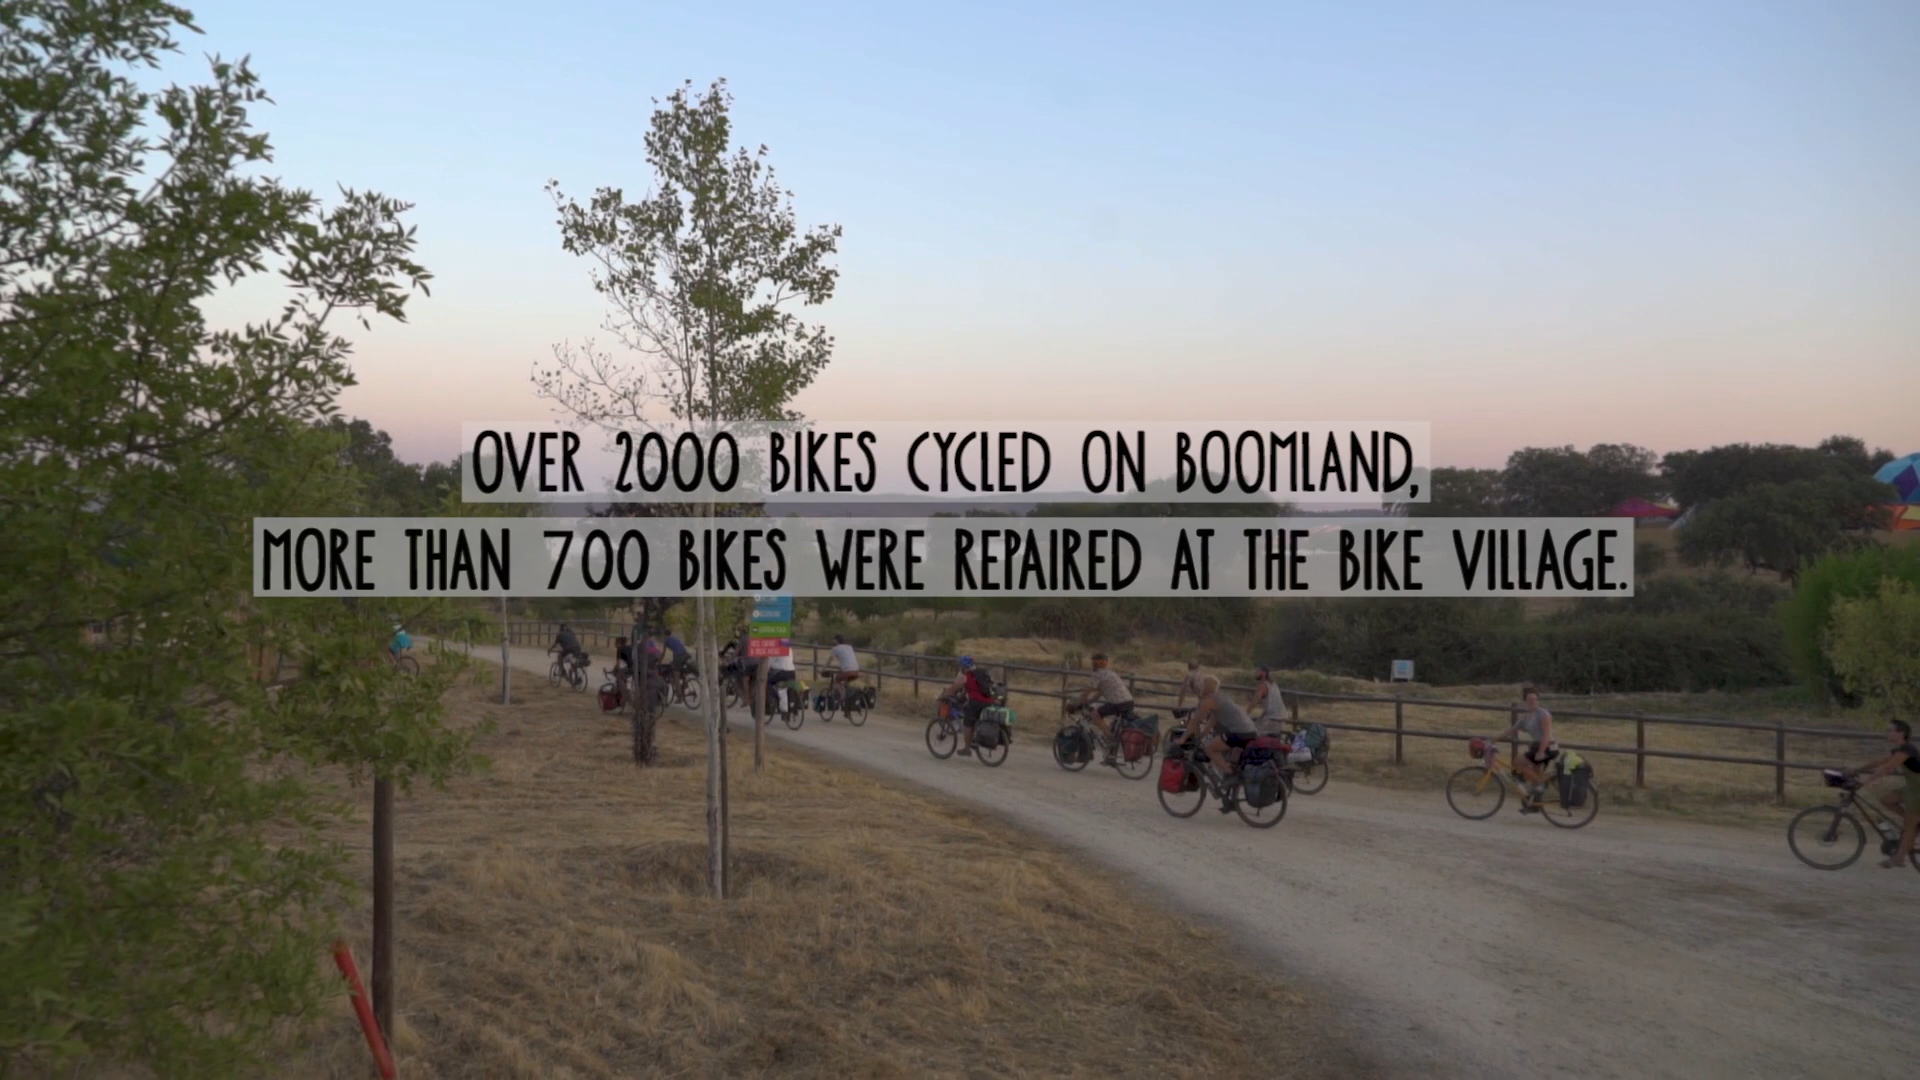 OVER 2000 BIKES CYCLED ON BOOMLAND,
MORE THAN 700 BIKES WERE REPAIRED AT THE BIKE VILLAGE.